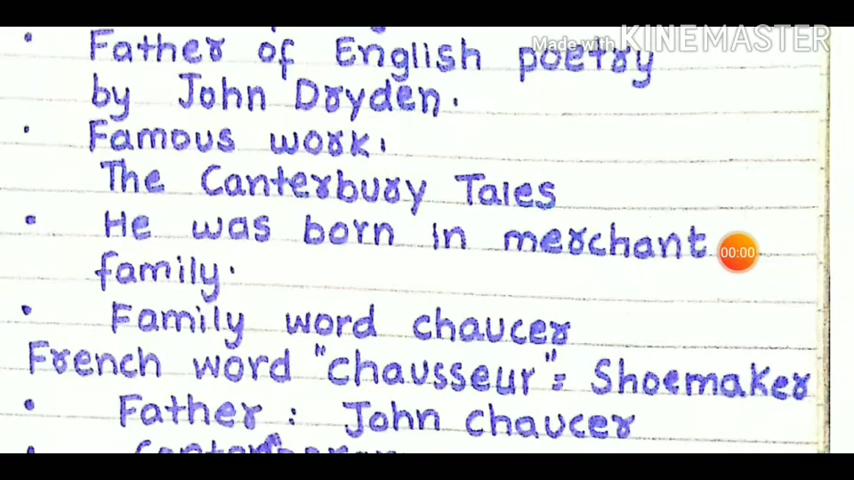 Made with KINEMASTER
Father of English poetry
by John Dryden.
Famous work.
The Canterbury Tales
He was born in merchant
00:00
family.
Family word chaucer
French word "chausseur" = Shoemaker
Father : John chaucer